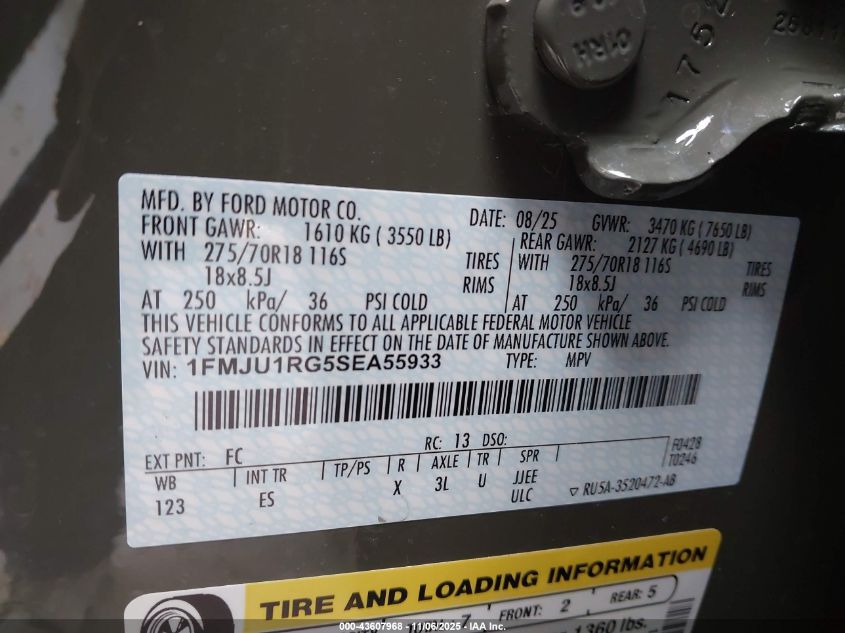 01RH
1752
MFD. BY FORD MOTOR CO. DATE: 08/25 GVWR: 3470 KG ( 7650 LB)
FRONT GAWR: 1610 KG ( 3550 LB) REAR GAWR: 2127 KG ( 4690 LB)
WITH 275/70R18 116S TIRES WITH 275/70R18 116S TIRES
18x8.5J RIMS 18x8.5J RIMS
AT 250 kPa/ 36 PSI COLD AT 250 kPa/ 36 PSI COLD
THIS VEHICLE CONFORMS TO ALL APPLICABLE FEDERAL MOTOR VEHICLE
SAFETY STANDARDS IN EFFECT ON THE DATE OF MANUFACTURE SHOWN ABOVE.
VIN: 1FMJU1RG5SEA55933 TYPE: MPV
EXT PNT: FC RC: 13 DSO: F0428
T0246
WB INT TR TP/PS R AXLE TR SPR
123 ES X 3L U JJEE
ULC ▽ RU5A-3520472-AB
TIRE AND LOADING INFORMATION
7 FRONT: 2 REAR: 5
1360 lbs.
000-43607968 - 11/06/2025 - IAA Inc.